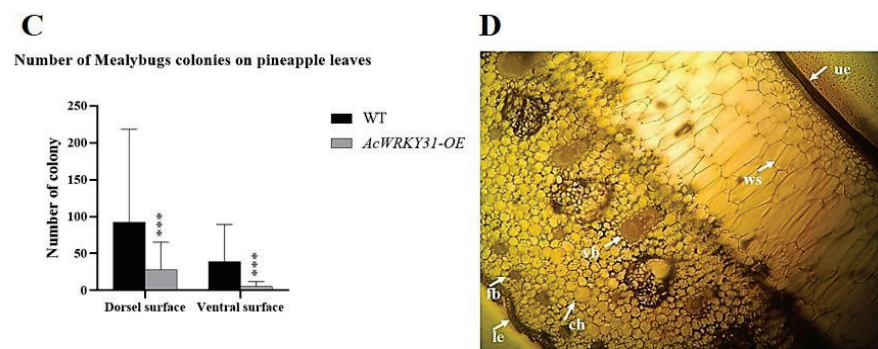 C
Number of Mealybugs colonies on pineapple leaves
250
200
150
100
50
0
Number of colony
***
***
Dorsel surface
Ventral surface
WT
AcWRKY31-OE
D
ue
ws
vb
fb
ch
le